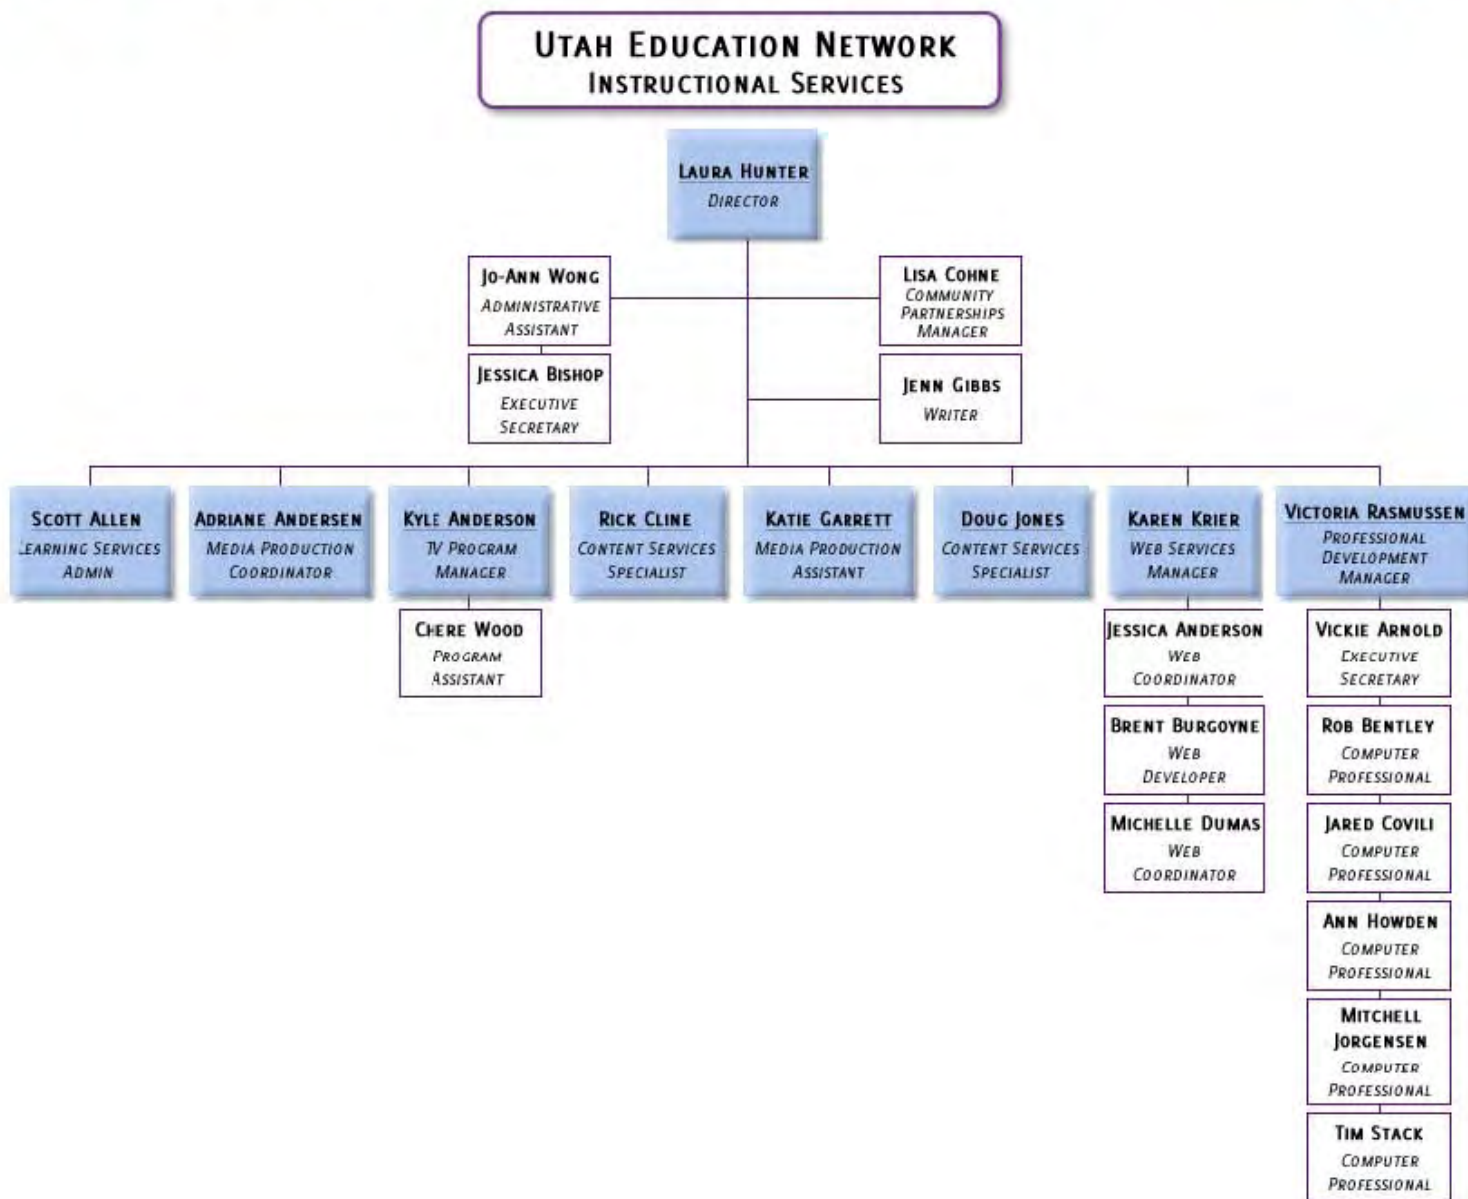 UTAH EDUCATION NETWORK
INSTRUCTIONAL SERVICES
LAURA HUNTER
DIRECTOR
JO-ANN WONG
ADMINISTRATIVE
ASSISTANT
LISA COHNE
COMMUNITY
PARTNERSHIPS
MANAGER
JESSICA BISHOP
EXECUTIVE
SECRETARY
JENN GIBBS
WRITER
SCOTT ALLEN
LEARNING SERVICES
ADMIN
ADRIANE ANDERSEN
MEDIA PRODUCTION
COORDINATOR
KYLE ANDERSON
TV PROGRAM
MANAGER
RICK CLINE
CONTENT SERVICES
SPECIALIST
KATIE GARRETT
MEDIA PRODUCTION
ASSISTANT
DOUG JONES
CONTENT SERVICES
SPECIALIST
KAREN KRIER
WEB SERVICES
MANAGER
VICTORIA RASMUSSEN
PROFESSIONAL
DEVELOPMENT
MANAGER
CHERE WOOD
PROGRAM
ASSISTANT
JESSICA ANDERSON
WEB
COORDINATOR
BRENT BURGOYNE
WEB
DEVELOPER
MICHELLE DUMAS
WEB
COORDINATOR
VICKIE ARNOLD
EXECUTIVE
SECRETARY
ROB BENTLEY
COMPUTER
PROFESSIONAL
JARED COVILI
COMPUTER
PROFESSIONAL
ANN HOWDEN
COMPUTER
PROFESSIONAL
MITCHELL
JORGENSEN
COMPUTER
PROFESSIONAL
TIM STACK
COMPUTER
PROFESSIONAL